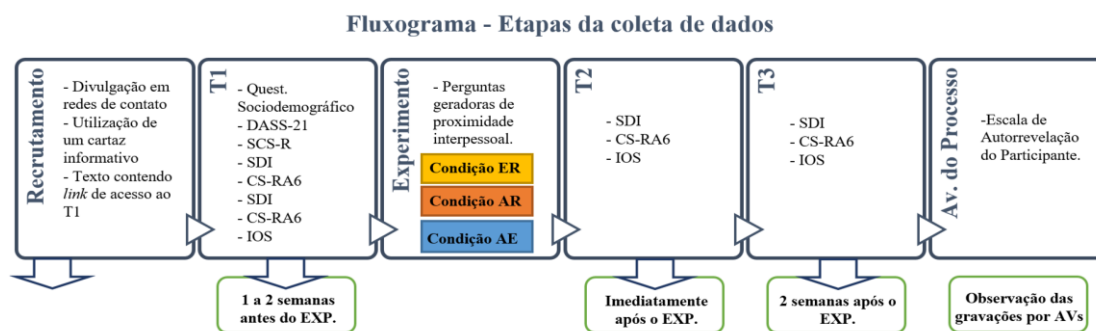 Fluxograma - Etapas da coleta de dados
Recrutamento
- Divulgação em
redes de contato
- Utilização de
um cartaz
informativo
- Texto contendo
link de acesso ao
T1
T1
- Quest.
Sociodemográfico
- DASS-21
- SCS-R
- SDI
- CS-RA6
- SDI
- CS-RA6
- IOS
1 a 2 semanas
antes do EXP.
Experimento
- Perguntas
geradoras de
proximidade
interpessoal.
Condição ER
Condição AR
Condição AE
T2
- SDI
- CS-RA6
- IOS
Imediatamente
após o EXP.
T3
- SDI
- CS-RA6
- IOS
2 semanas após o
EXP.
Av. do Processo
-Escala de
Autorrevelação
do Participante.
Observação das
gravações por AVs